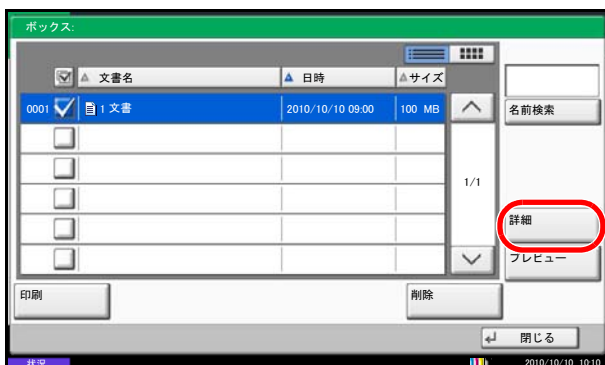 ボックス:
文書名 日時 サイズ
0001 1 文書 2010/10/10 09:00 100 MB
名前検索
1/1
詳細
プレビュー
印刷 削除
閉じる
状況 2010/10/10 10:10